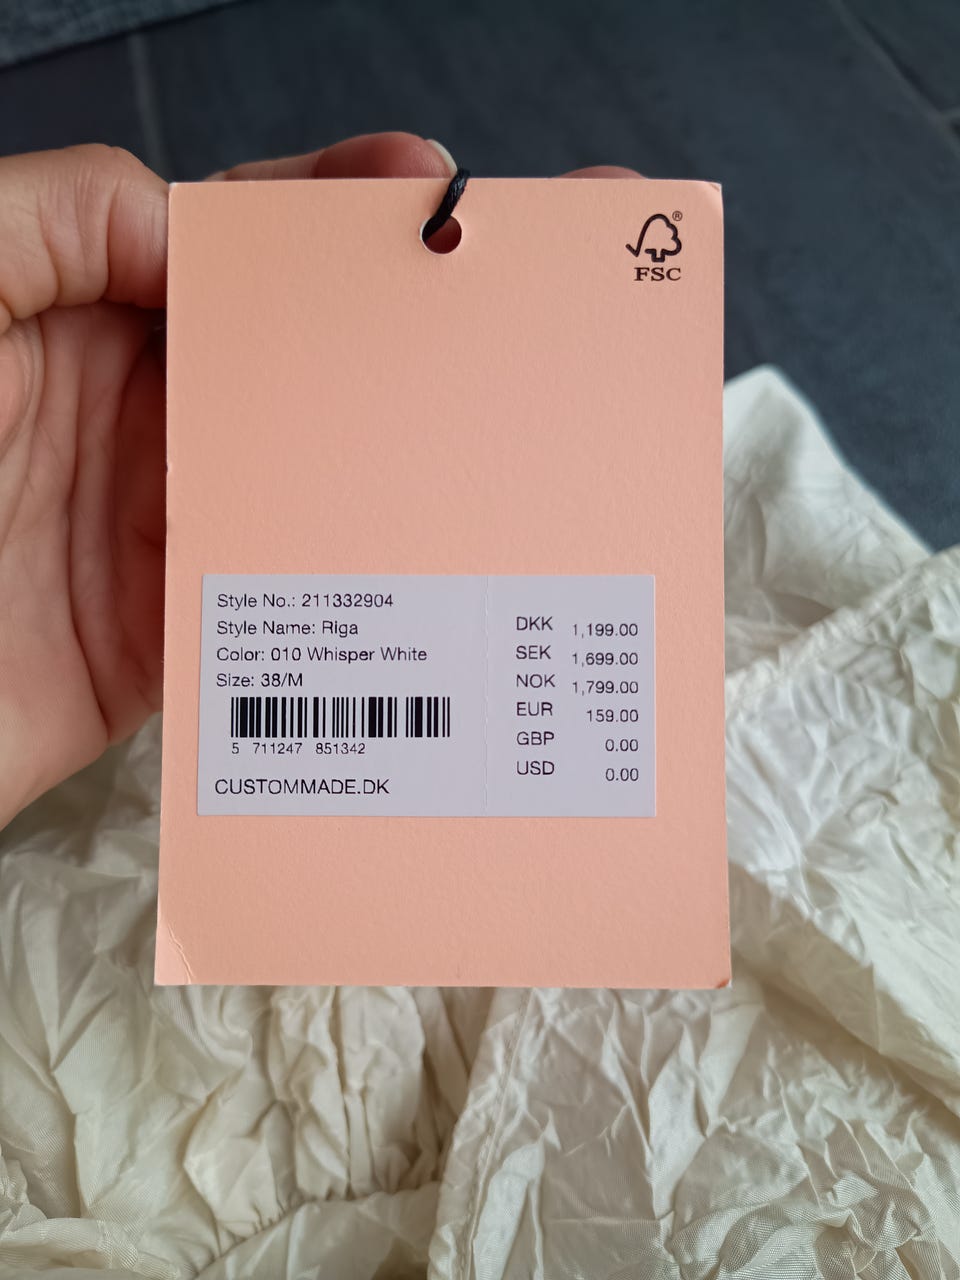 ®
FSC
Style No.: 211332904
Style Name: Riga
Color: 010 Whisper White
Size: 38/M
5 711247 851342
CUSTOMMADE.DK
DKK 1,199.00
SEK 1,699.00
NOK 1,799.00
EUR 159.00
GBP 0.00
USD 0.00